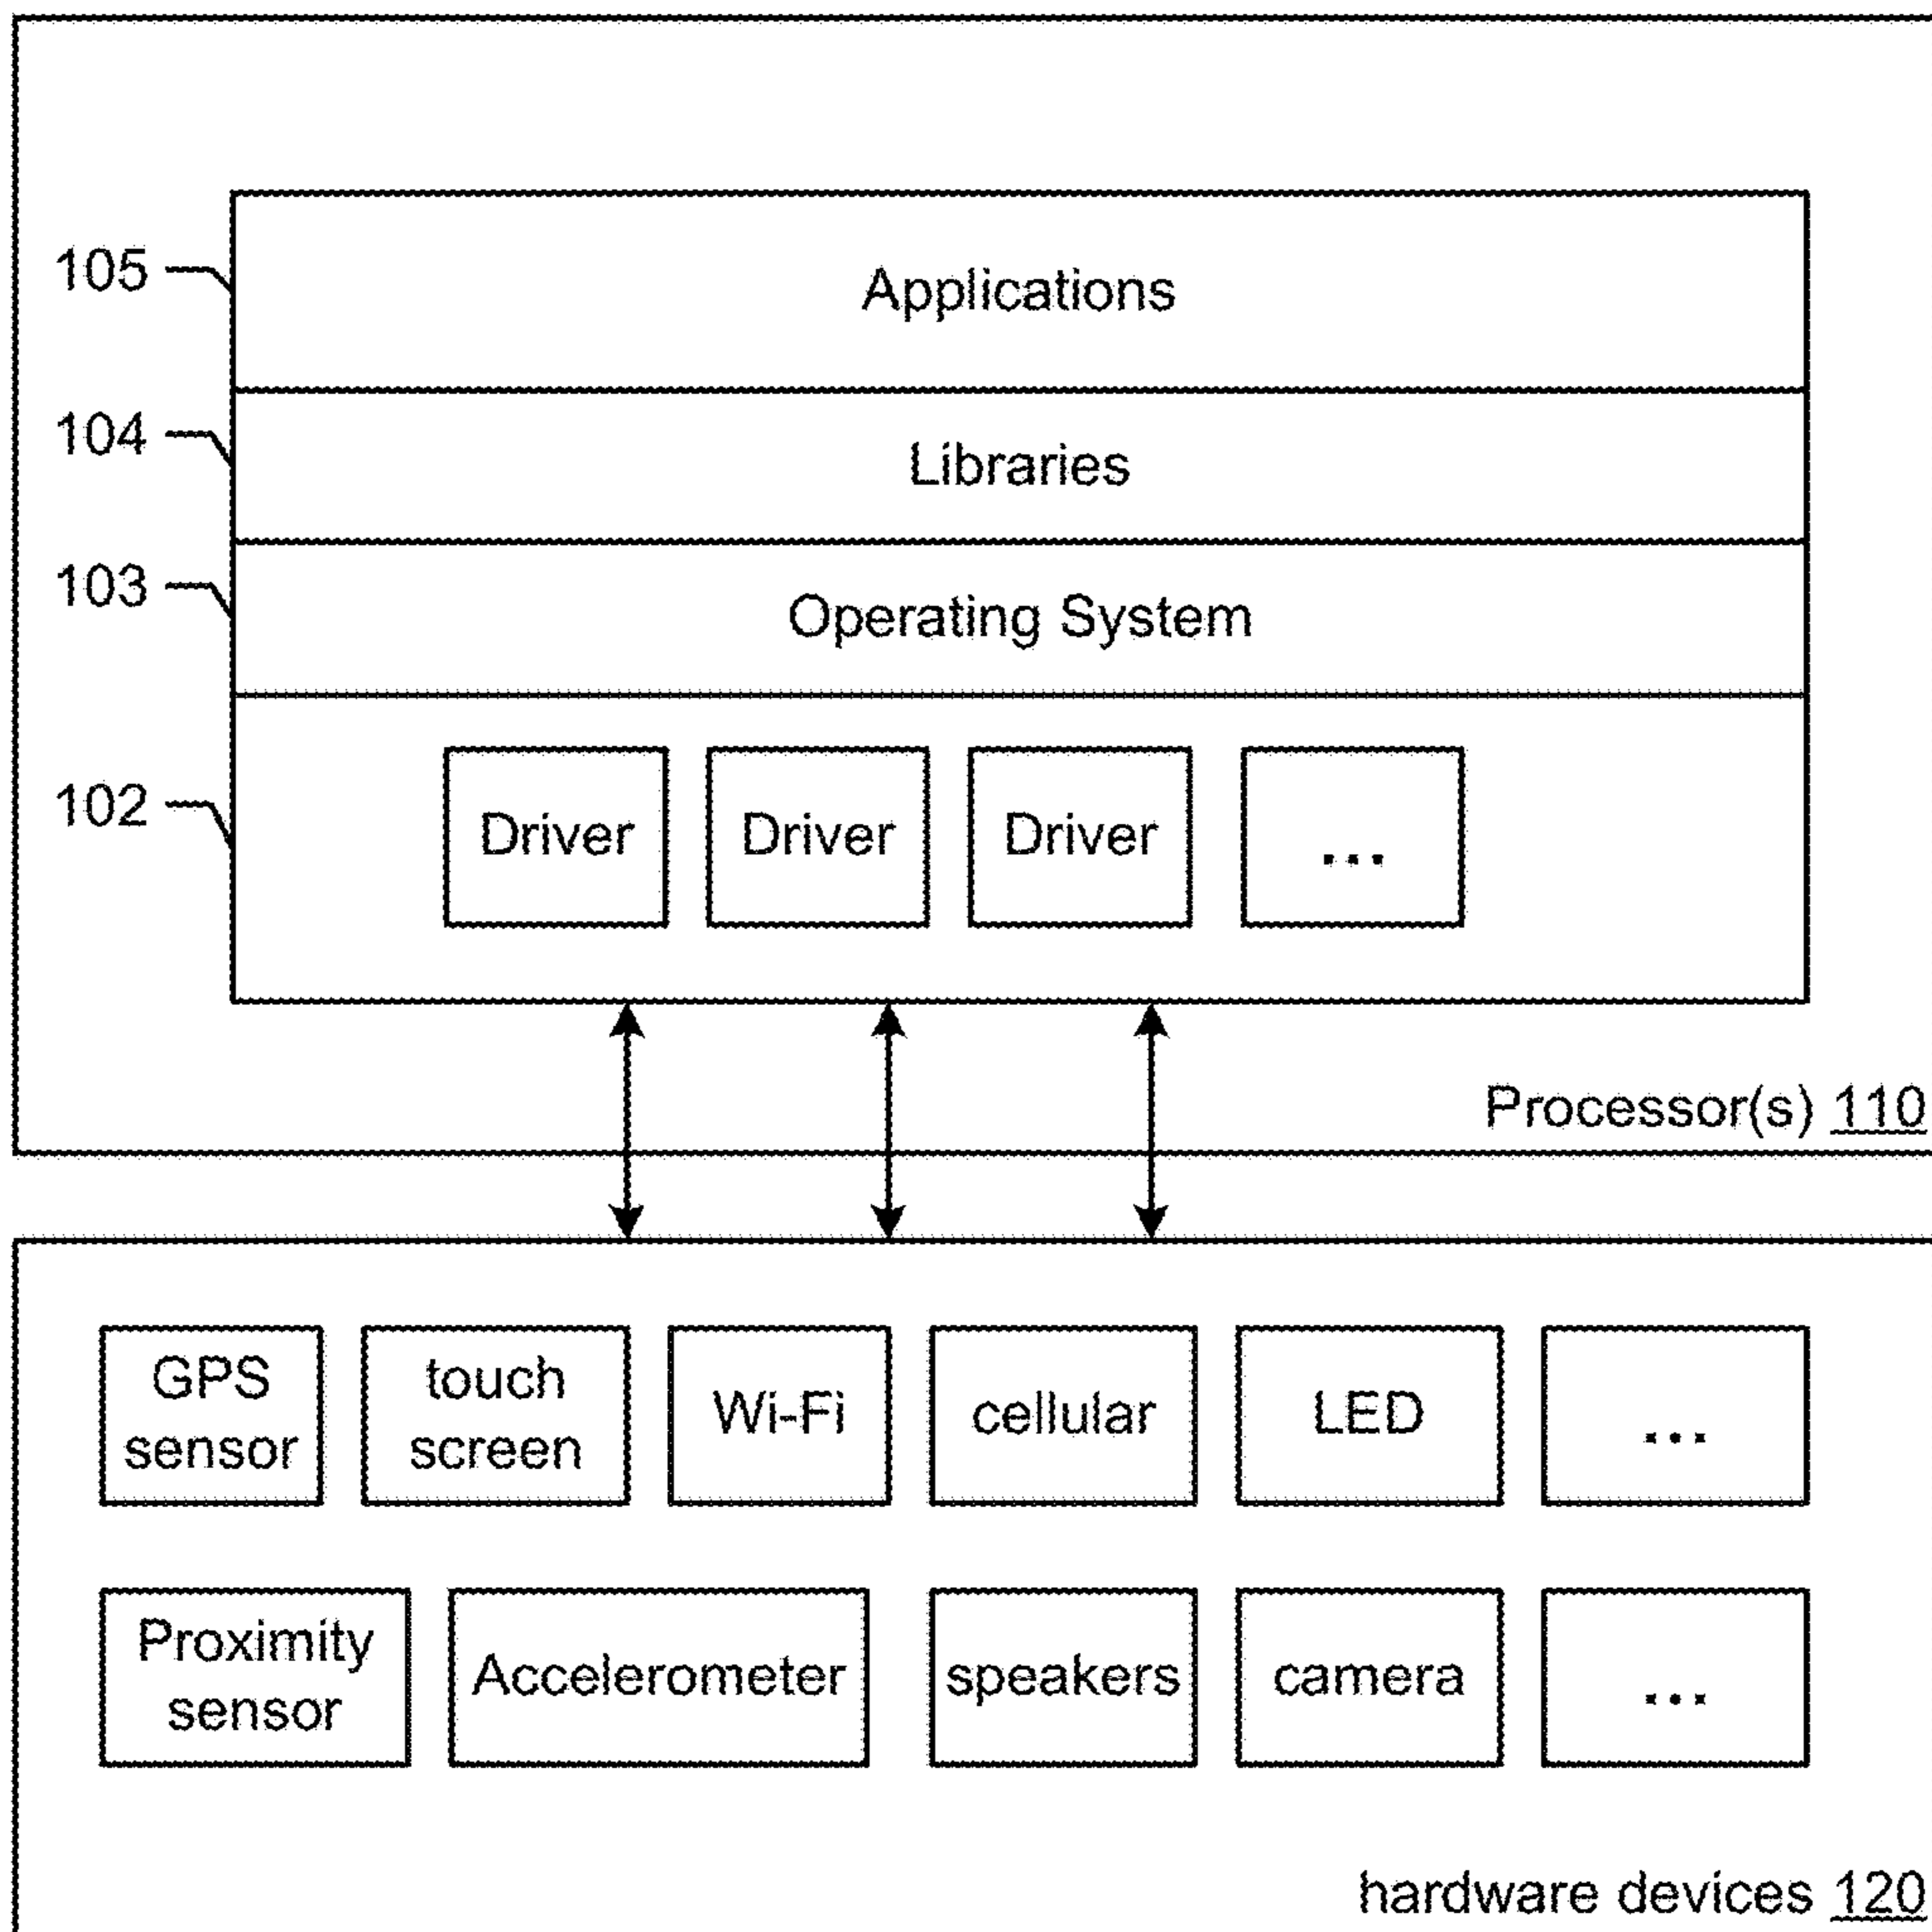 105
Applications
104
Libraries
103
Operating System
102
Driver
Driver
Driver
...
Processor(s) 110
GPS
sensor
touch
screen
Wi-Fi
cellular
LED
...
Proximity
sensor
Accelerometer
speakers
camera
...
hardware devices 120